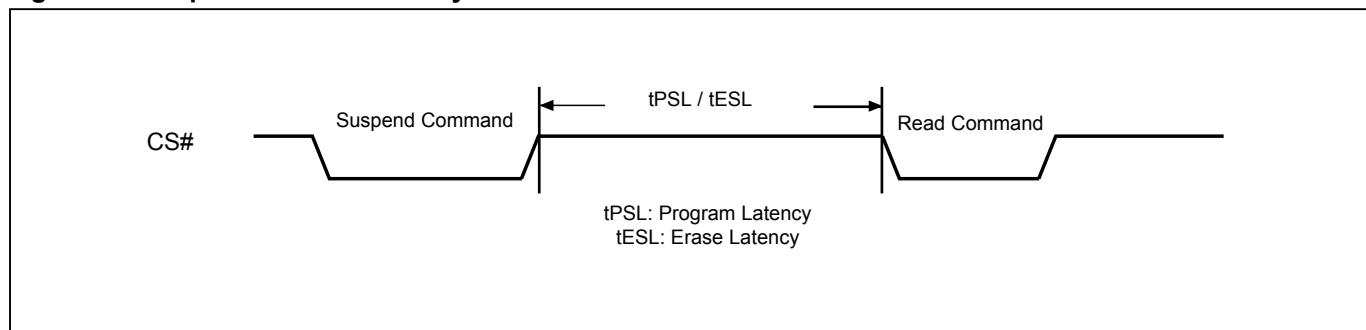 tPSL / tESL
Suspend Command
Read Command
CS#
tPSL: Program Latency
tESL: Erase Latency